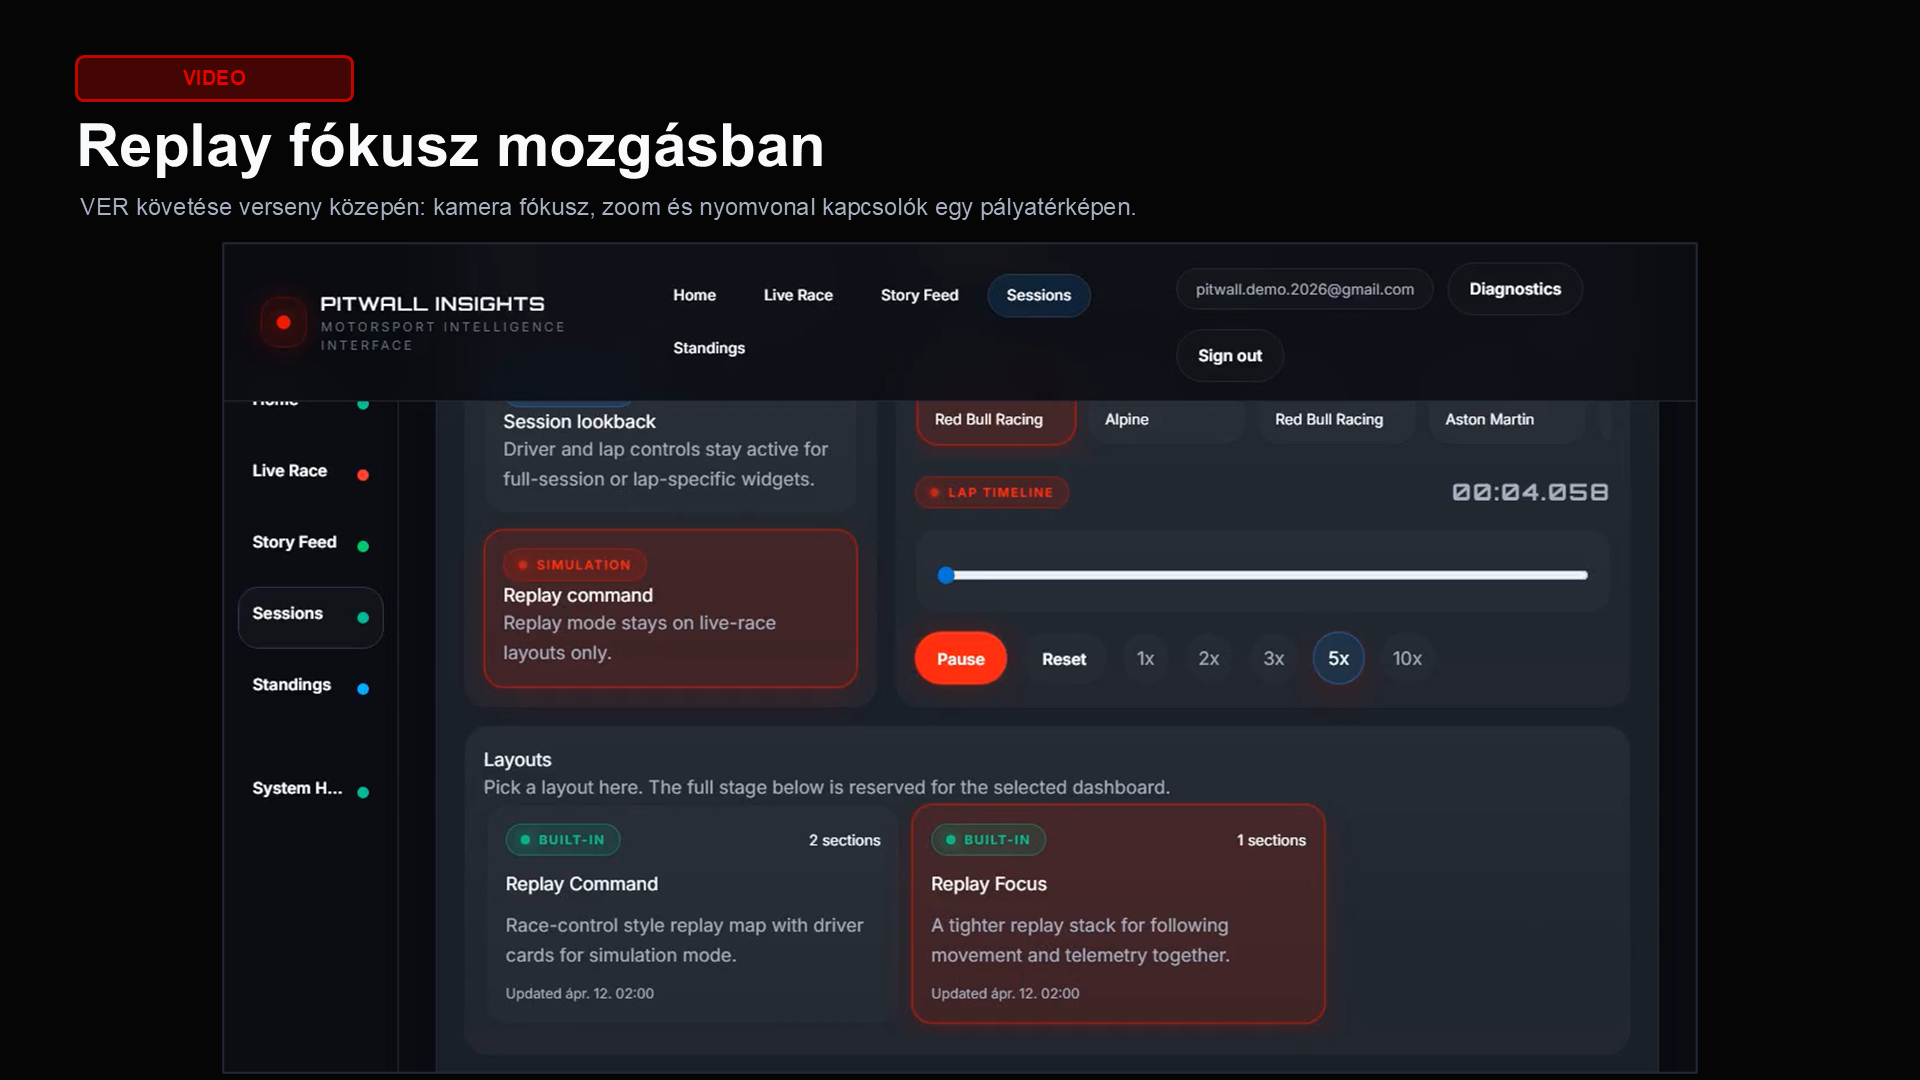 VIDEO
Replay fókusz mozgásban
VER követése verseny közepén: kamera fókusz, zoom és nyomvonal kapcsolók egy pályatérképen.
PITWALL INSIGHTS
MOTORSPORT INTELLIGENCE
INTERFACE
Home
Live Race
Story Feed
Sessions
Standings
pitwall.demo.2026@gmail.com
Diagnostics
Sign out
Home
Live Race
Story Feed
Sessions
Standings
System H...
Session lookback
Driver and lap controls stay active for
full-session or lap-specific widgets.
SIMULATION
Replay command
Replay mode stays on live-race
layouts only.
Red Bull Racing
Alpine
Red Bull Racing
Aston Martin
LAP TIMELINE
00:04.058
Pause
Reset
1x
2x
3x
5x
10x
Layouts
Pick a layout here. The full stage below is reserved for the selected dashboard.
BUILT-IN
2 sections
Replay Command
Race-control style replay map with driver
cards for simulation mode.
Updated ápr. 12. 02:00
BUILT-IN
1 sections
Replay Focus
A tighter replay stack for following
movement and telemetry together.
Updated ápr. 12. 02:00